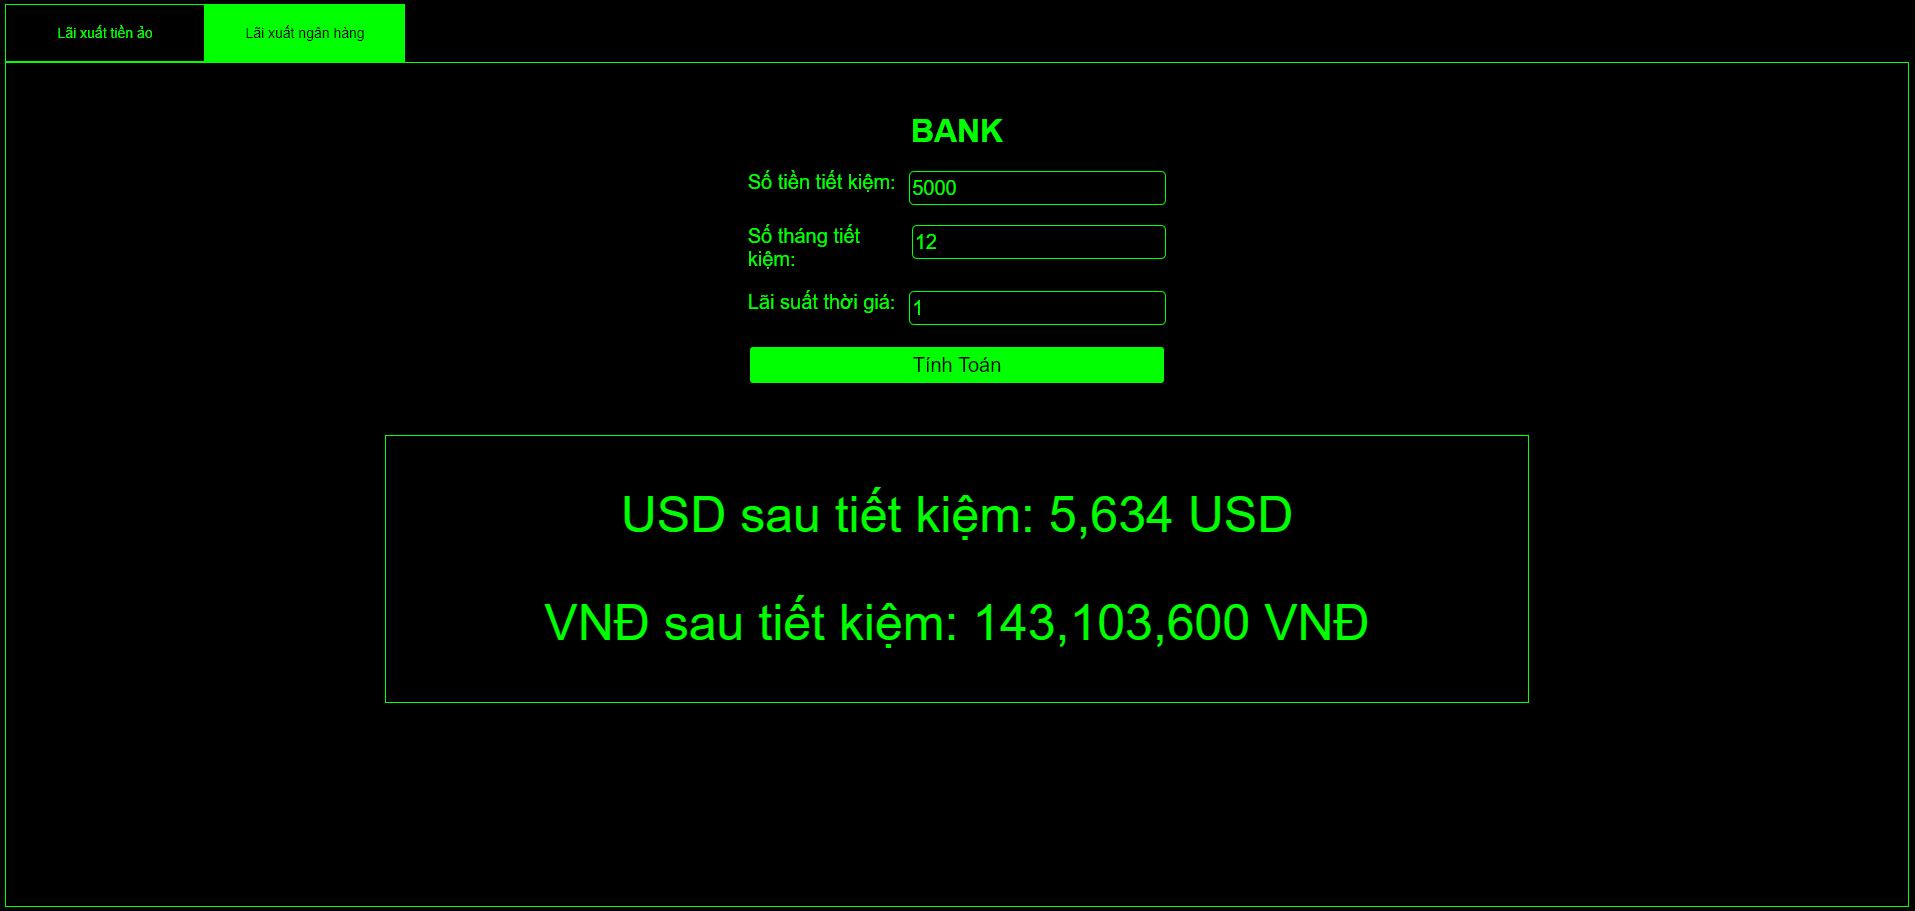 Lãi xuất tiền ảo
Lãi xuất ngân hàng
BANK
Số tiền tiết kiệm:
5000
Số tháng tiết
kiệm:
12
Lãi suất thời giá:
1
Tính Toán
USD sau tiết kiệm: 5,634 USD
VNĐ sau tiết kiệm: 143,103,600 VNĐ